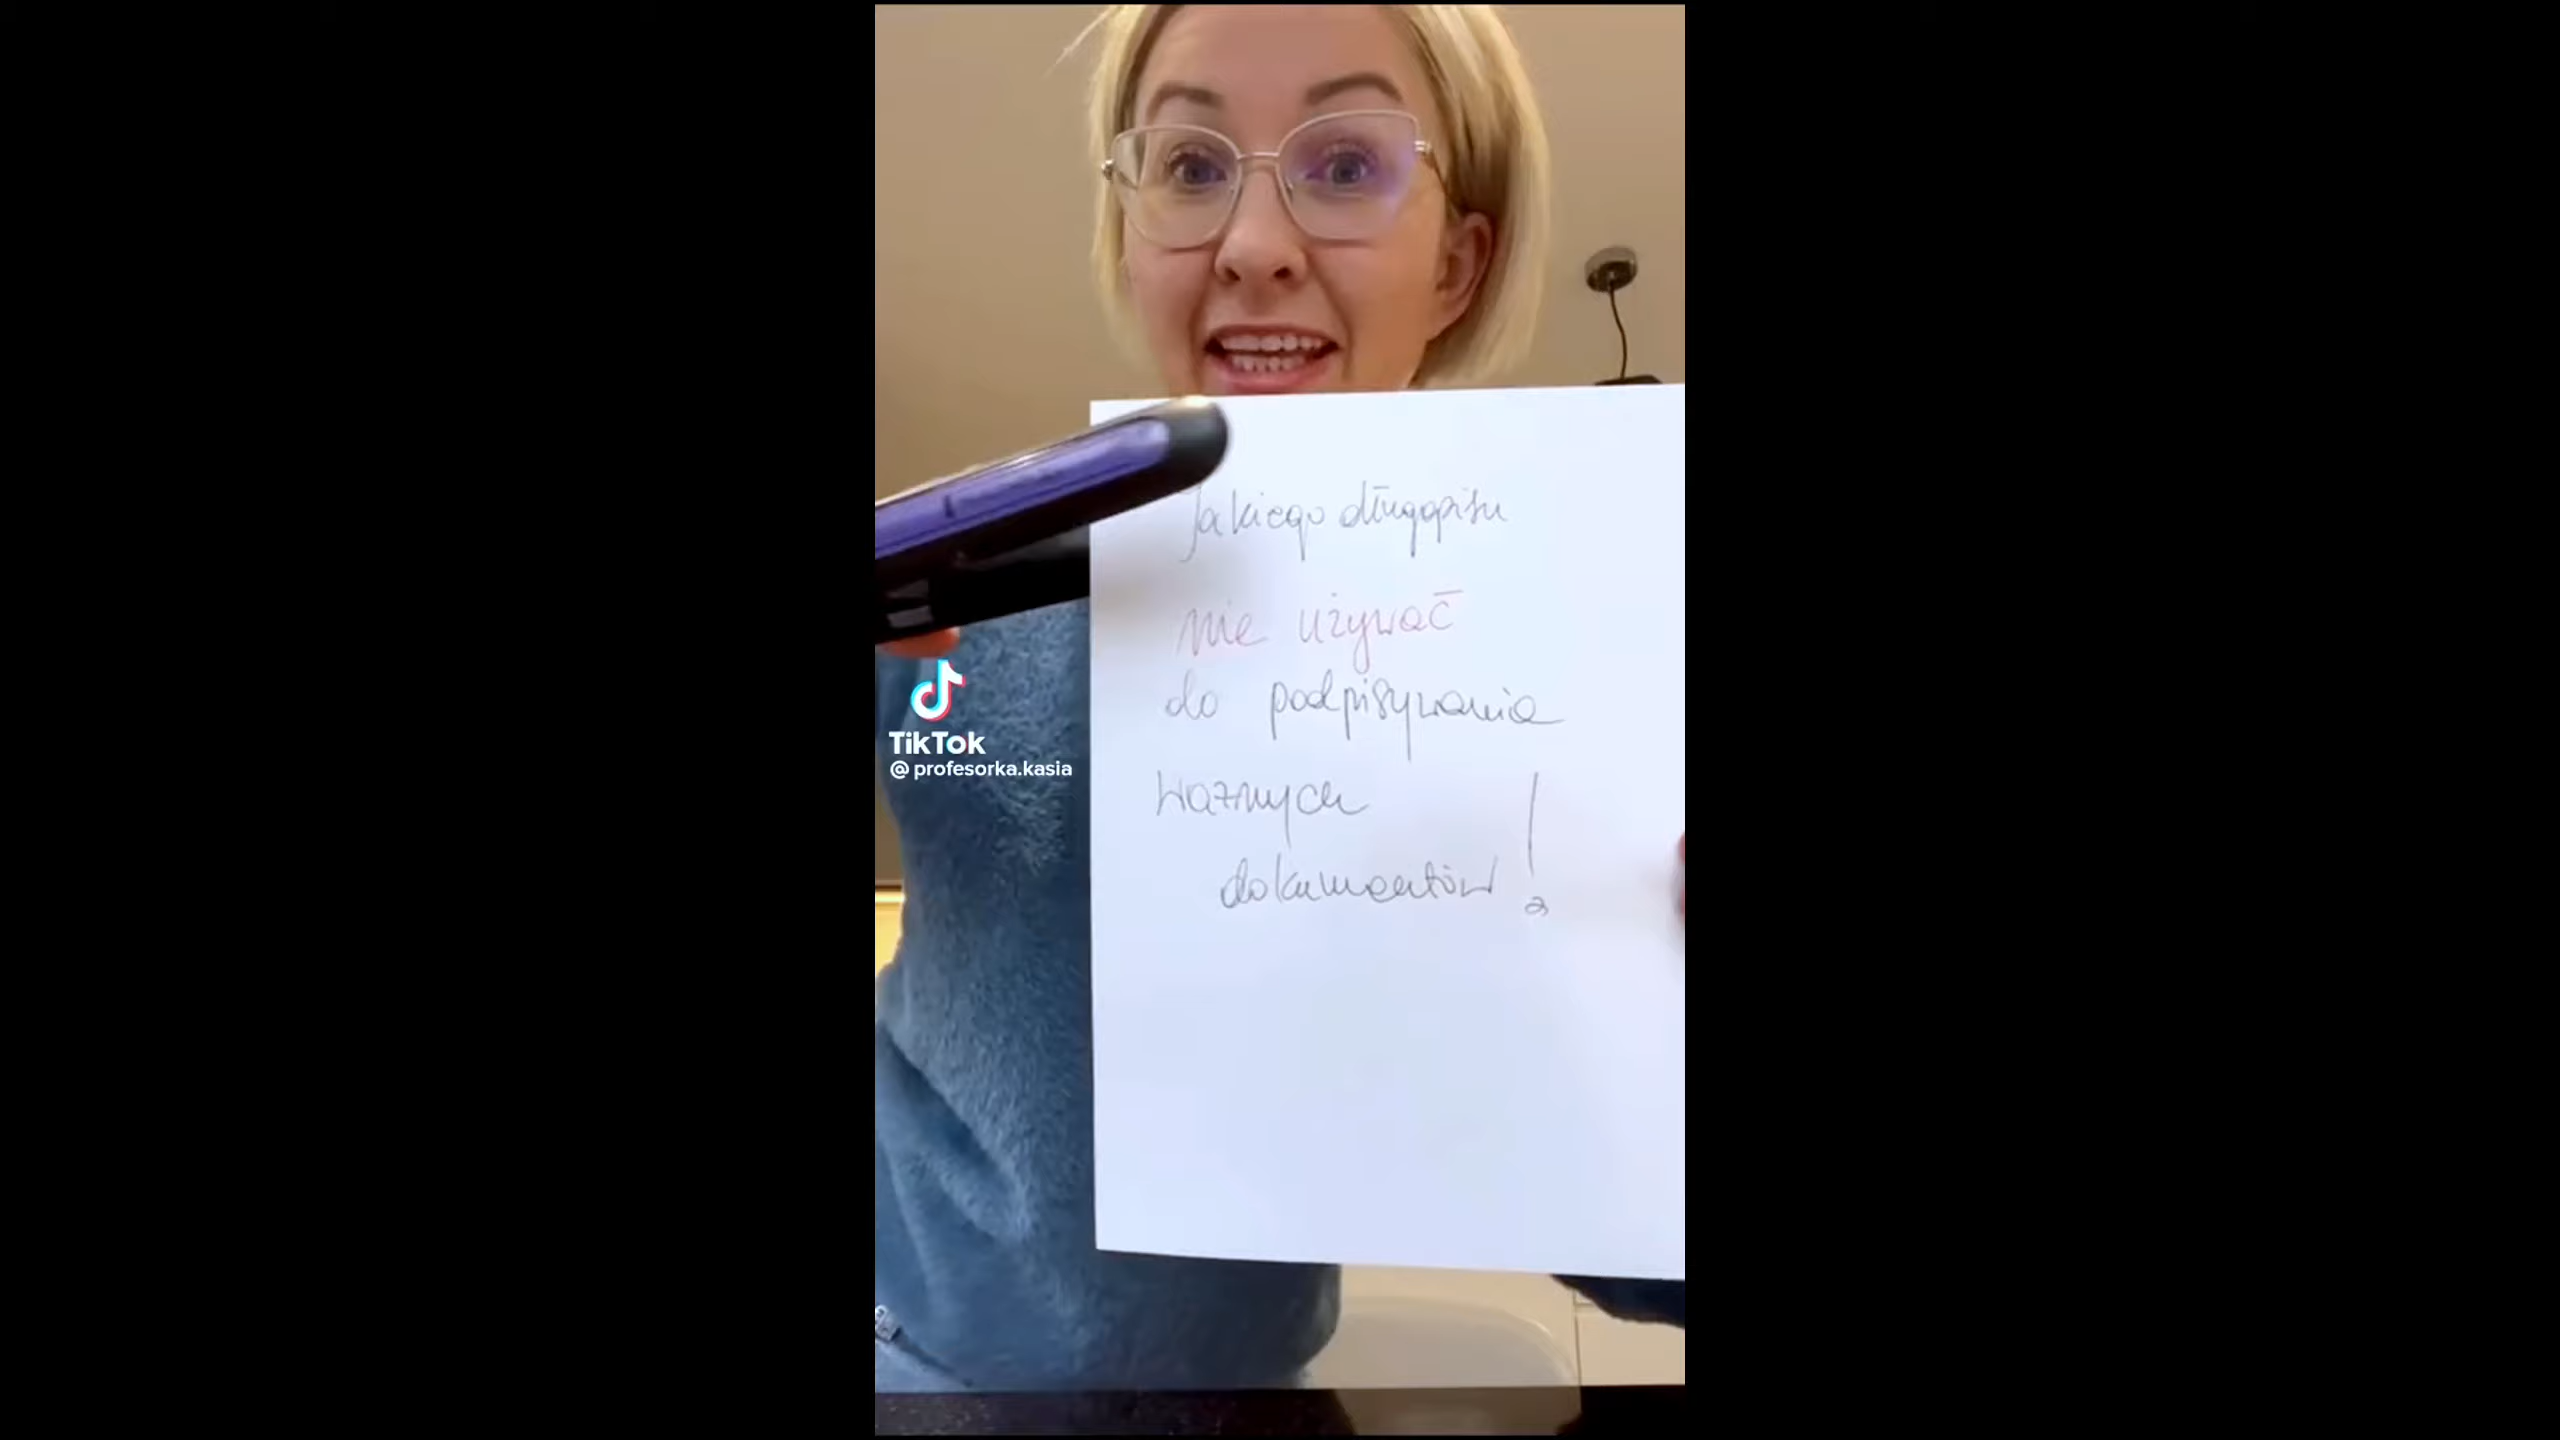 Jakiego długopisu
nie używać
do podpisywania
ważnych
dokumentów!
TikTok
@profesorka.kasia